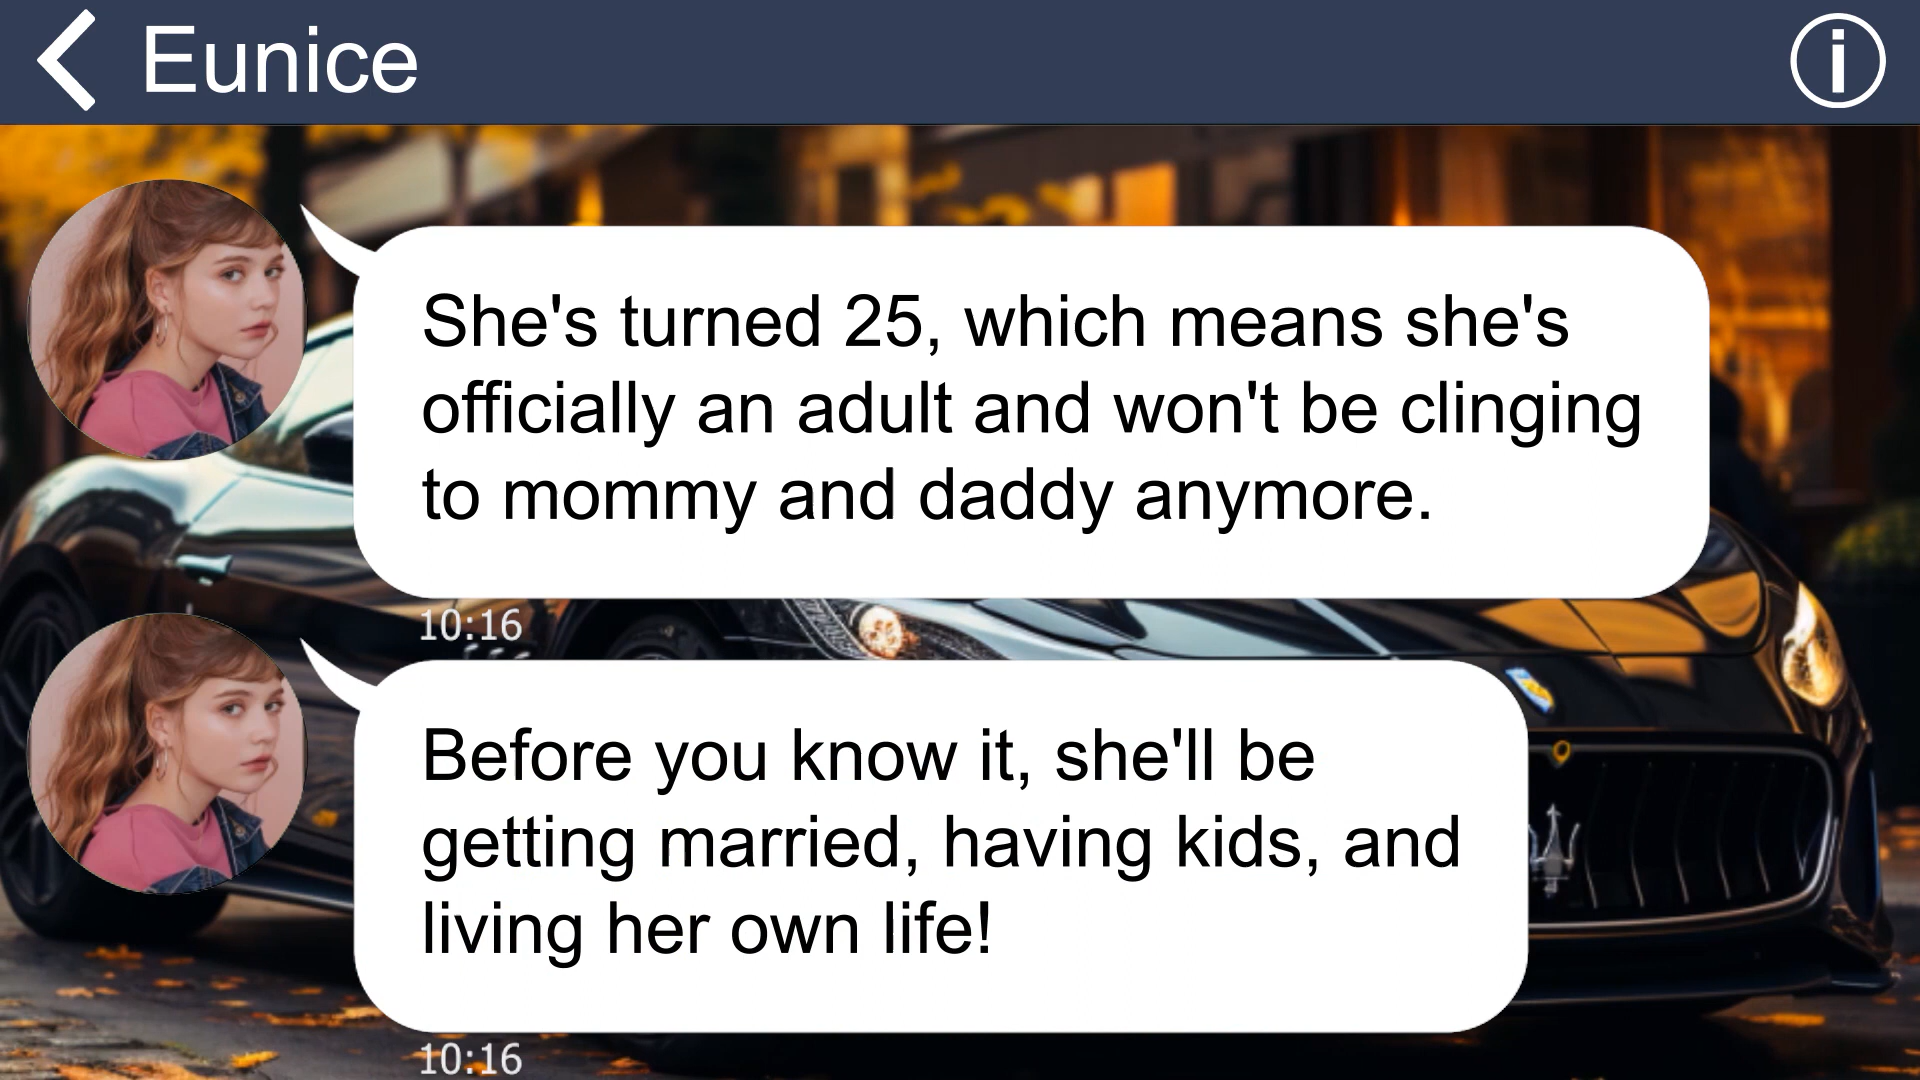 Eunice
She's turned 25, which means she's
officially an adult and won't be clinging
to mommy and daddy anymore.
10:16
Before you know it, she'll be
getting married, having kids, and
living her own life!
10:16